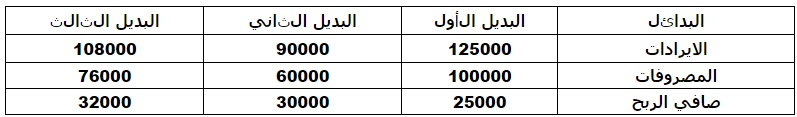 البدائل البديل الأول البديل الثاني البديل الثالث
الايرادات 125000 90000 108000
المصروفات 100000 60000 76000
صافي الربح 25000 30000 32000